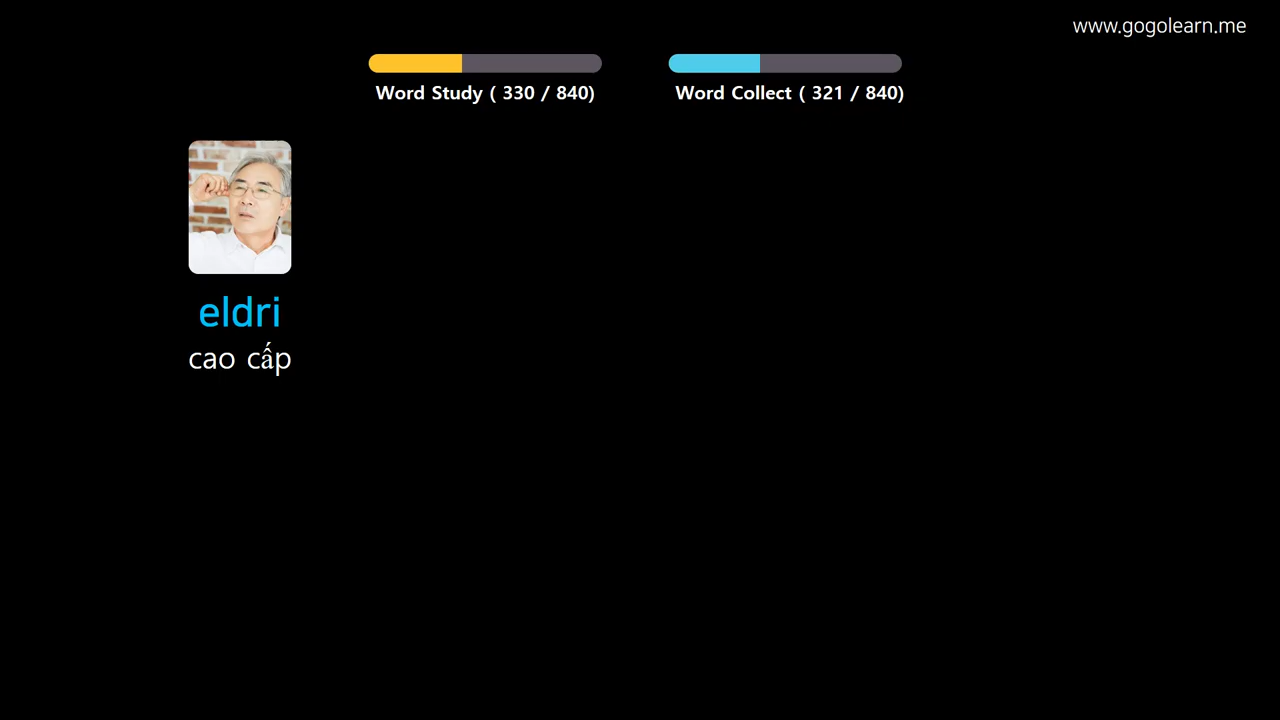 www.gogolearn.me
Word Study ( 330 / 840)
Word Collect ( 321 / 840)
eldri
cao cấp